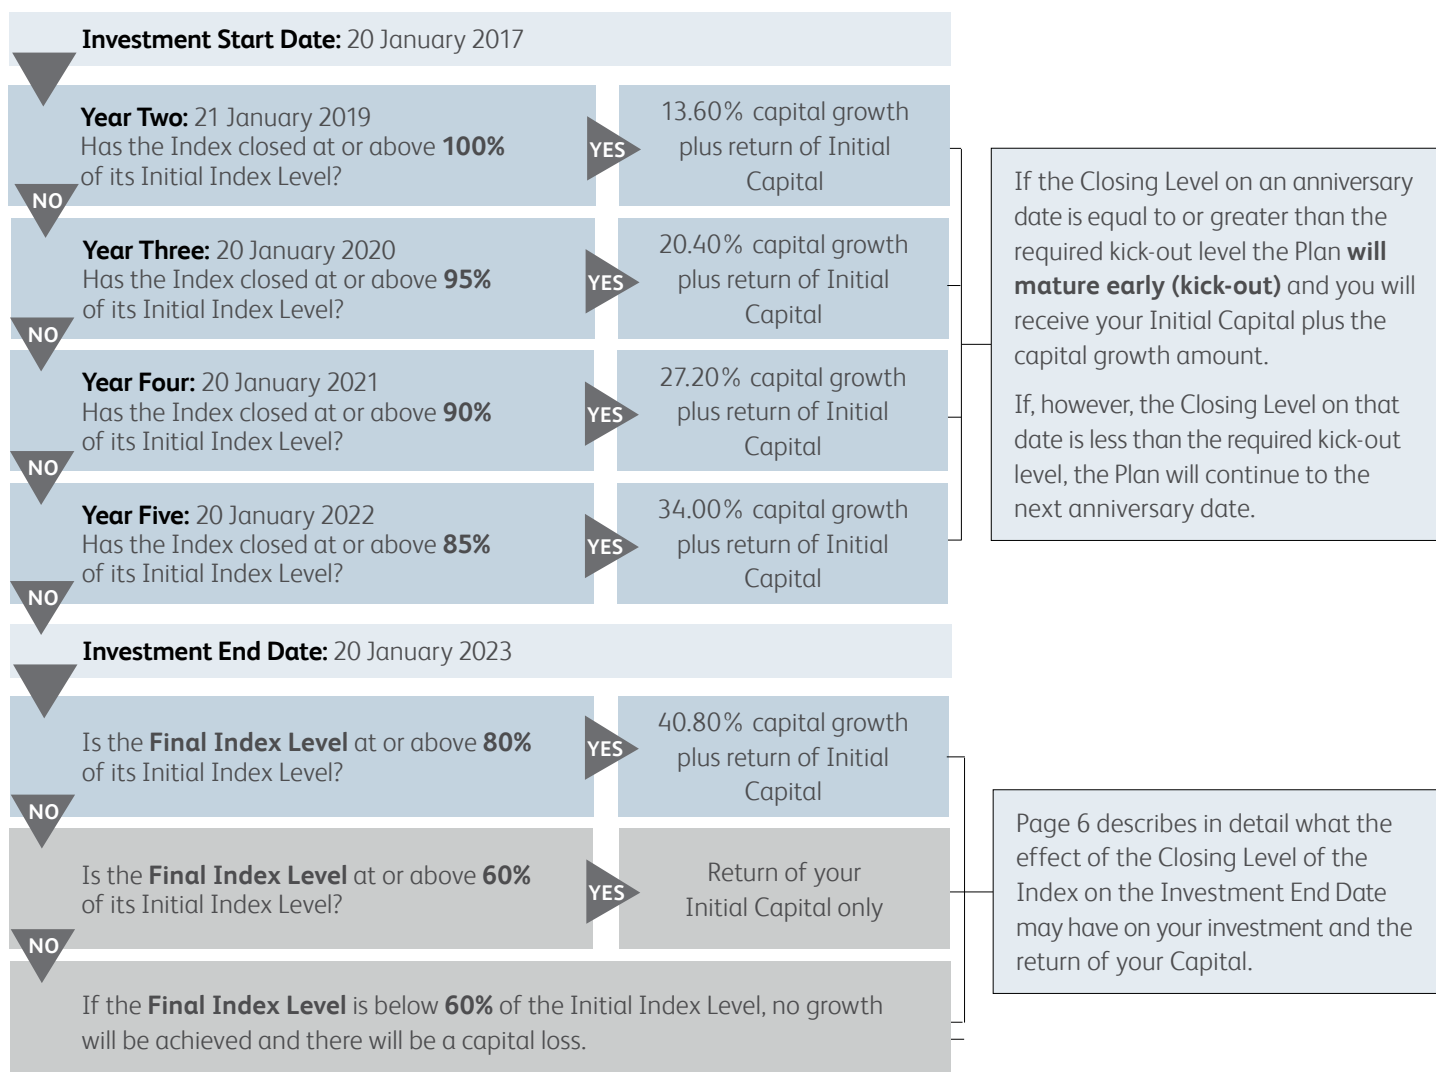 Investment Start Date: 20 January 2017
Year Two: 21 January 2019
Has the Index closed at or above 100%
of its Initial Index Level?
YES
13.60% capital growth
plus return of Initial
Capital
NO
Year Three: 20 January 2020
Has the Index closed at or above 95%
of its Initial Index Level?
YES
20.40% capital growth
plus return of Initial
Capital
NO
Year Four: 20 January 2021
Has the Index closed at or above 90%
of its Initial Index Level?
YES
27.20% capital growth
plus return of Initial
Capital
NO
Year Five: 20 January 2022
Has the Index closed at or above 85%
of its Initial Index Level?
YES
34.00% capital growth
plus return of Initial
Capital
NO
If the Closing Level on an anniversary
date is equal to or greater than the
required kick-out level the Plan will
mature early (kick-out) and you will
receive your Initial Capital plus the
capital growth amount.
If, however, the Closing Level on that
date is less than the required kick-out
level, the Plan will continue to the
next anniversary date.
Investment End Date: 20 January 2023
Is the Final Index Level at or above 80%
of its Initial Index Level?
YES
40.80% capital growth
plus return of Initial
Capital
NO
Is the Final Index Level at or above 60%
of its Initial Index Level?
YES
Return of your
Initial Capital only
NO
If the Final Index Level is below 60% of the Initial Index Level, no growth
will be achieved and there will be a capital loss.
Page 6 describes in detail what the
effect of the Closing Level of the
Index on the Investment End Date
may have on your investment and the
return of your Capital.